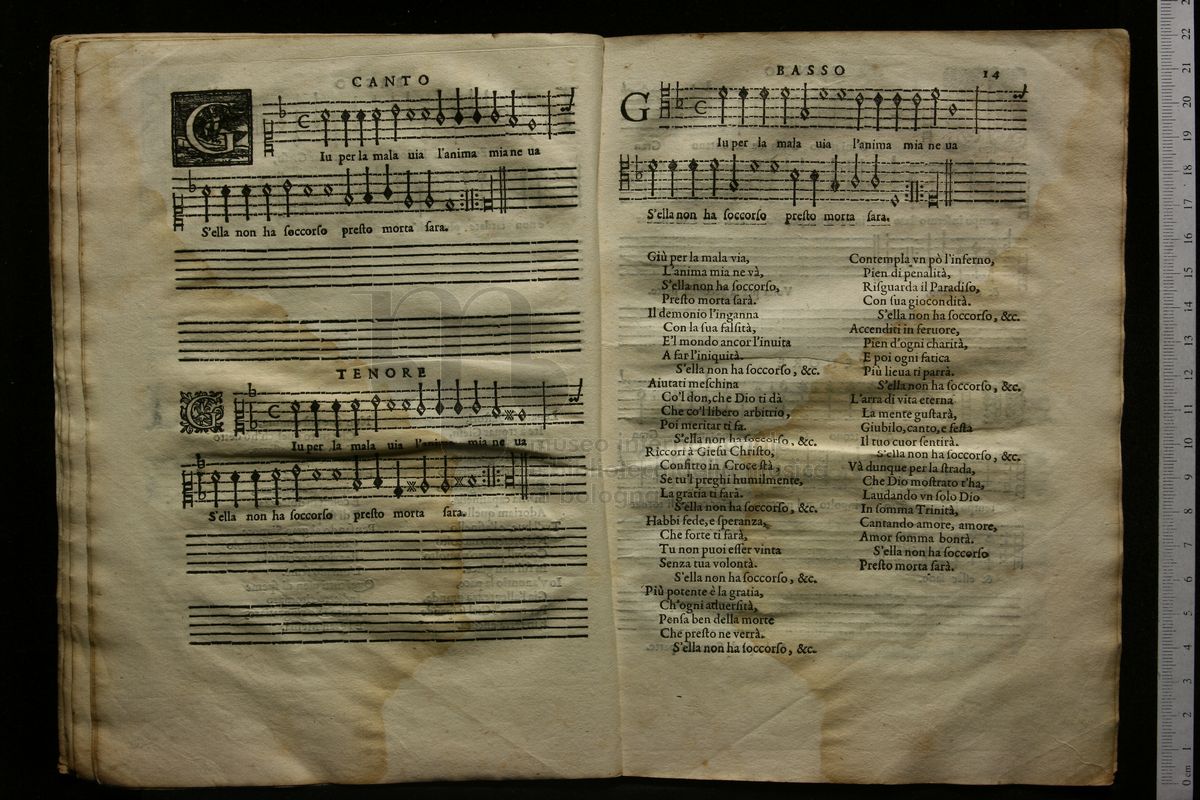 CANTO
GIu per la mala uia l'anima mia ne ua
S'ella non ha ſoccorſo preſto morta ſara.
TENORE
GIu per la mala uia l'anima mia ne ua
S'ella non ha ſoccorſo preſto morta ſara.
BASSO 14
GIu per la mala uia l'anima mia ne ua
S'ella non ha ſoccorſo preſto morta ſara.
Giù per la mala via,
L'anima mia ne và,
S'ella non ha ſoccorſo,
Preſto morta ſarà.
Il demonio l'inganna
Con la ſua falſità,
E'l mondo ancor l'inuita
A far l'iniquità.
S'ella non ha ſoccorſo, &c.
Aiutati meſchina
Co'l don, che Dio ti dà
Che co'l libero arbitrio,
Poi meritar ti fa.
S'ella non ha ſoccorſo, &c.
Riccorì à Gieſu Chriſto,
Confitto in Croce ſtà,
Se tu'l preghi humilmente,
La gratia ti farà.
S'ella non ha ſoccorſo, &c.
Habbi fede, e ſperanza,
Che forte ti farà,
Tu non puoi eſſer vinta
Senza tua volontà.
S'ella non ha ſoccorſo, &c.
Più potente è la gratia,
Ch'ogni aduerſità,
Penſa ben della morte
Che preſto ne verrà.
S'ella non ha ſoccorſo, &c.
Contempla vn pò l'inferno,
Pien di penalità,
Riſguarda il Paradiſo,
Con ſua giocondità.
S'ella non ha ſoccorſo, &c.
Accenditi in feruore,
Pien d'ogni charità,
E poi ogni fatica
Più lieua ti parrà.
S'ella non ha ſoccorſo, &c.
L'arra di vita eterna
La mente guſtarà,
Giubilo, canto, e feſta
Il tuo cuor ſentirà.
S'ella non ha ſoccorſo, &c.
Và dunque per la ſtrada,
Che Dio moſtrato t'ha,
Laudando vn ſolo Dio
In ſomma Trinità,
Cantando amore, amore,
Amor ſomma bontà.
S'ella non ha ſoccorſo
Preſto morta ſarà.